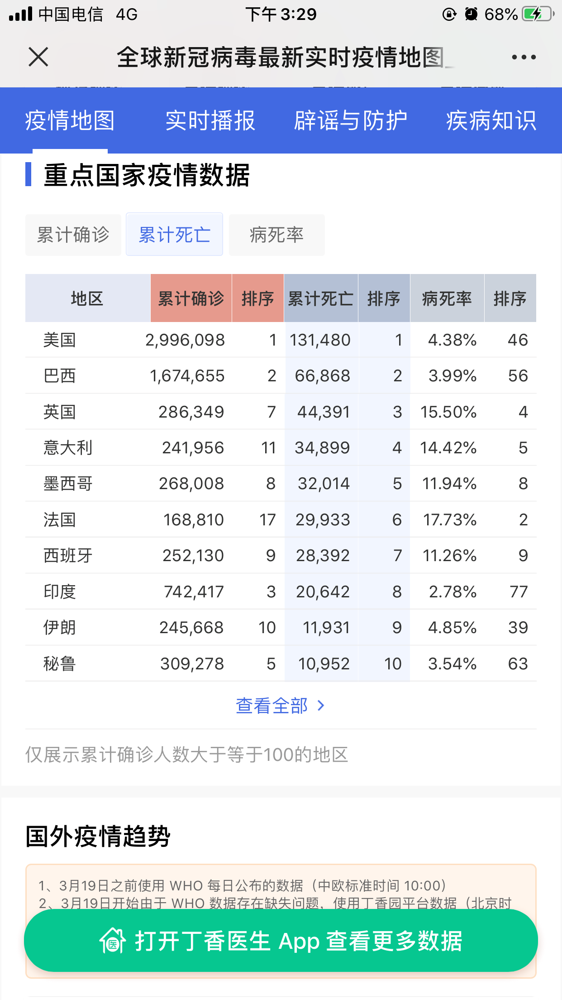 中国电信 4G 下午 3:29 68%
全球新冠病毒最新实时疫情地图_
疫情地图 实时播报 辟谣与防护 疾病知识
重点国家疫情数据
累计确诊 累计死亡 病死率
地区 累计确诊 排序 累计死亡 排序 病死率 排序
美国 2,996,098 1 131,480 1 4.38% 46
巴西 1,674,655 2 66,868 2 3.99% 56
英国 286,349 7 44,391 3 15.50% 4
意大利 241,956 11 34,899 4 14.42% 5
墨西哥 268,008 8 32,014 5 11.94% 8
法国 168,810 17 29,933 6 17.73% 2
西班牙 252,130 9 28,392 7 11.26% 9
印度 742,417 3 20,642 8 2.78% 77
伊朗 245,668 10 11,931 9 4.85% 39
秘鲁 309,278 5 10,952 10 3.54% 63
查看全部
仅展示累计确诊人数大于等于100的地区
国外疫情趋势
1、3月19日之前使用 WHO 每日公布的数据（中欧标准时间 10:00）
2、3月19日开始由于 WHO 数据存在缺失问题，使用丁香园平台数据（北京时
医 打开丁香医生 App 查看更多数据